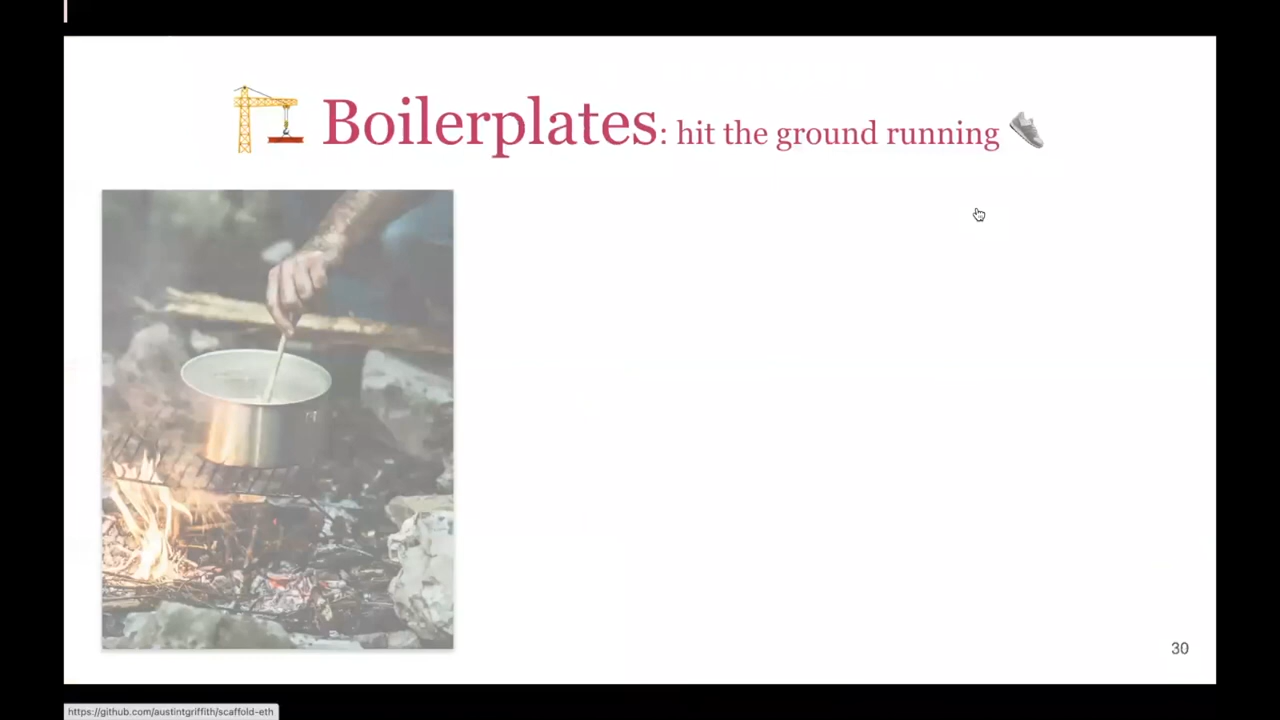 Boilerplates: hit the ground running
30
https://github.com/austintgriffith/scaffold-eth